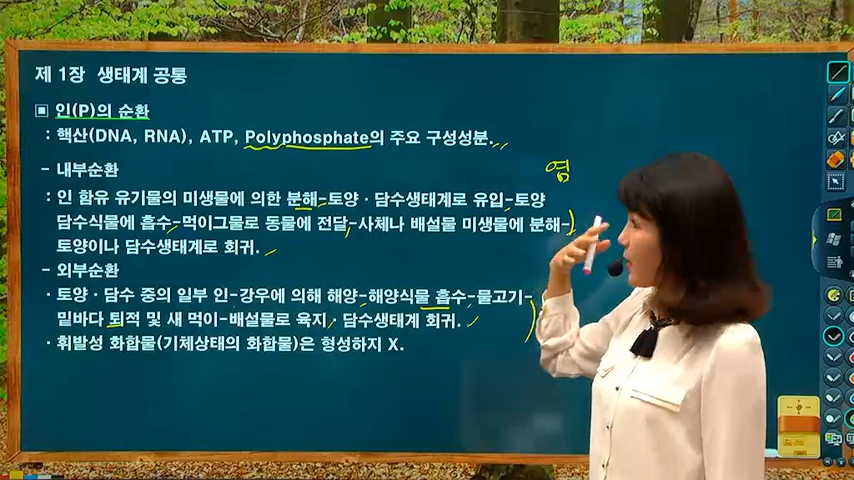 제 1장 생태계 공통
▣ 인(P)의 순환
: 핵산(DNA, RNA), ATP, Polyphosphate의 주요 구성성분.
염
- 내부순환
: 인 함유 유기물의 미생물에 의한 분해-토양 · 담수생태계로 유입-토양
담수식물에 흡수-먹이그물로 동물에 전달-사체나 배설물 미생물에 분해-
토양이나 담수생태계로 회귀.
- 외부순환
· 토양 · 담수 중의 일부 인-강우에 의해 해양-해양식물 흡수-물고기-
밑바다 퇴적 및 새 먹이-배설물로 육지 · 담수생태계 회귀.
· 휘발성 화합물(기체상태의 화합물)은 형성하지 X.